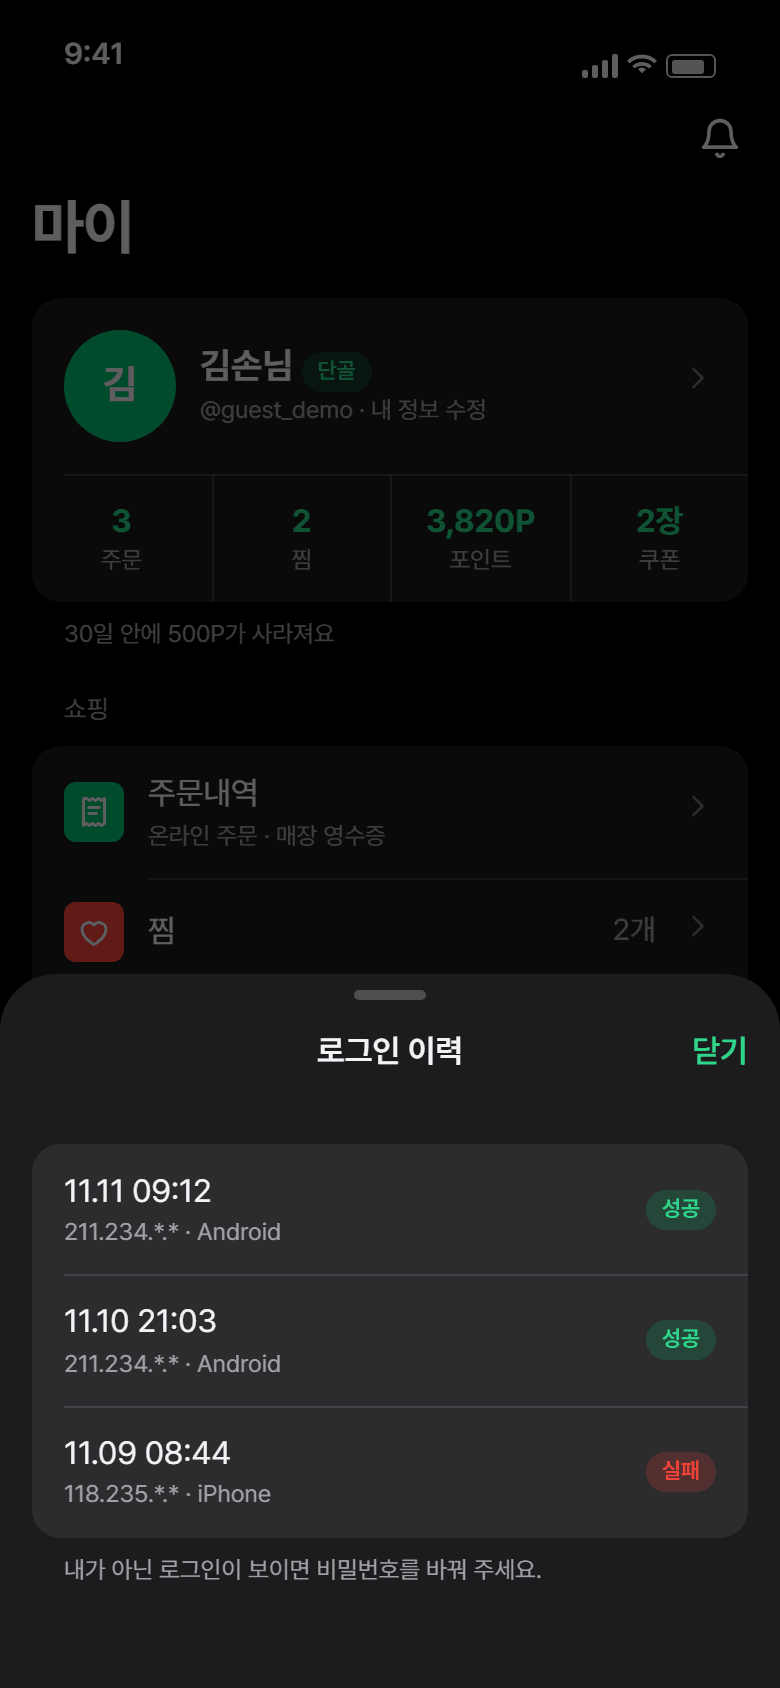 9:41
마이
김
김손님 단골
@guest_demo · 내 정보 수정
3 2 3,820P 2장
주문 찜 포인트 쿠폰
30일 안에 500P가 사라져요
쇼핑
주문내역
온라인 주문 · 매장 영수증
찜 2개
로그인 이력 닫기
11.11 09:12
211.234.*.* · Android
성공
11.10 21:03
211.234.*.* · Android
성공
11.09 08:44
118.235.*.* · iPhone
실패
내가 아닌 로그인이 보이면 비밀번호를 바꿔 주세요.